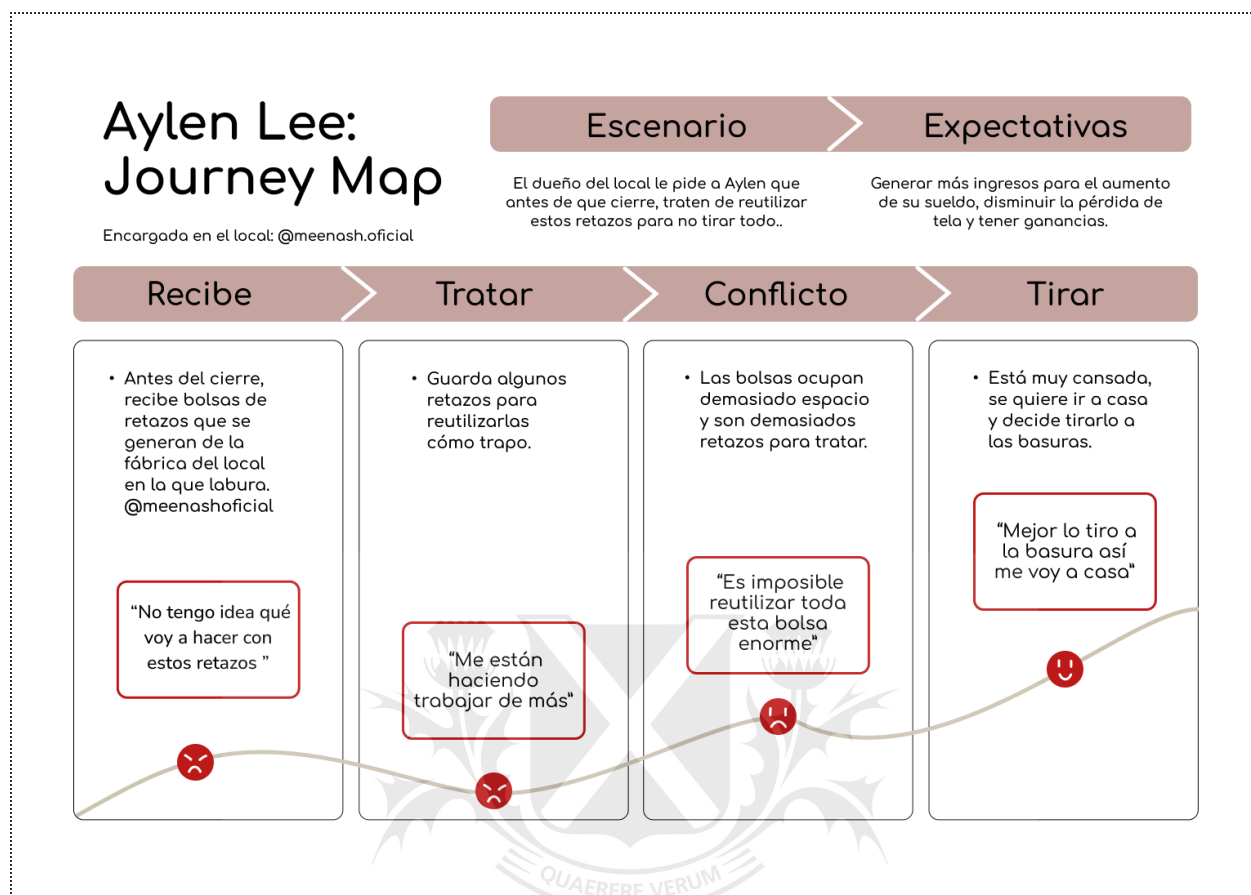 Aylen Lee:
Journey Map
Encargada en el local: @meenash.oficial
Escenario
Expectativas
El dueño del local le pide a Aylen que
antes de que cierre, traten de reutilizar
estos retazos para no tirar todo..
Generar más ingresos para el aumento
de su sueldo, disminuir la pérdida de
tela y tener ganancias.
Recibe
Tratar
Conflicto
Tirar
• Antes del cierre,
recibe bolsas de
retazos que se
generan de la
fábrica del local
en la que labura.
@meenashoficial
“No tengo idea qué
voy a hacer con
estos retazos ”
• Guarda algunos
retazos para
reutilizarlas
cómo trapo.
“Me están
haciendo
trabajar de más”
• Las bolsas ocupan
demasiado espacio
y son demasiados
retazos para tratar.
“Es imposible
reutilizar toda
esta bolsa
enorme”
• Está muy cansada,
se quiere ir a casa
y decide tirarlo a
las basuras.
“Mejor lo tiro a
la basura así
me voy a casa”
QUAERERE VERUM